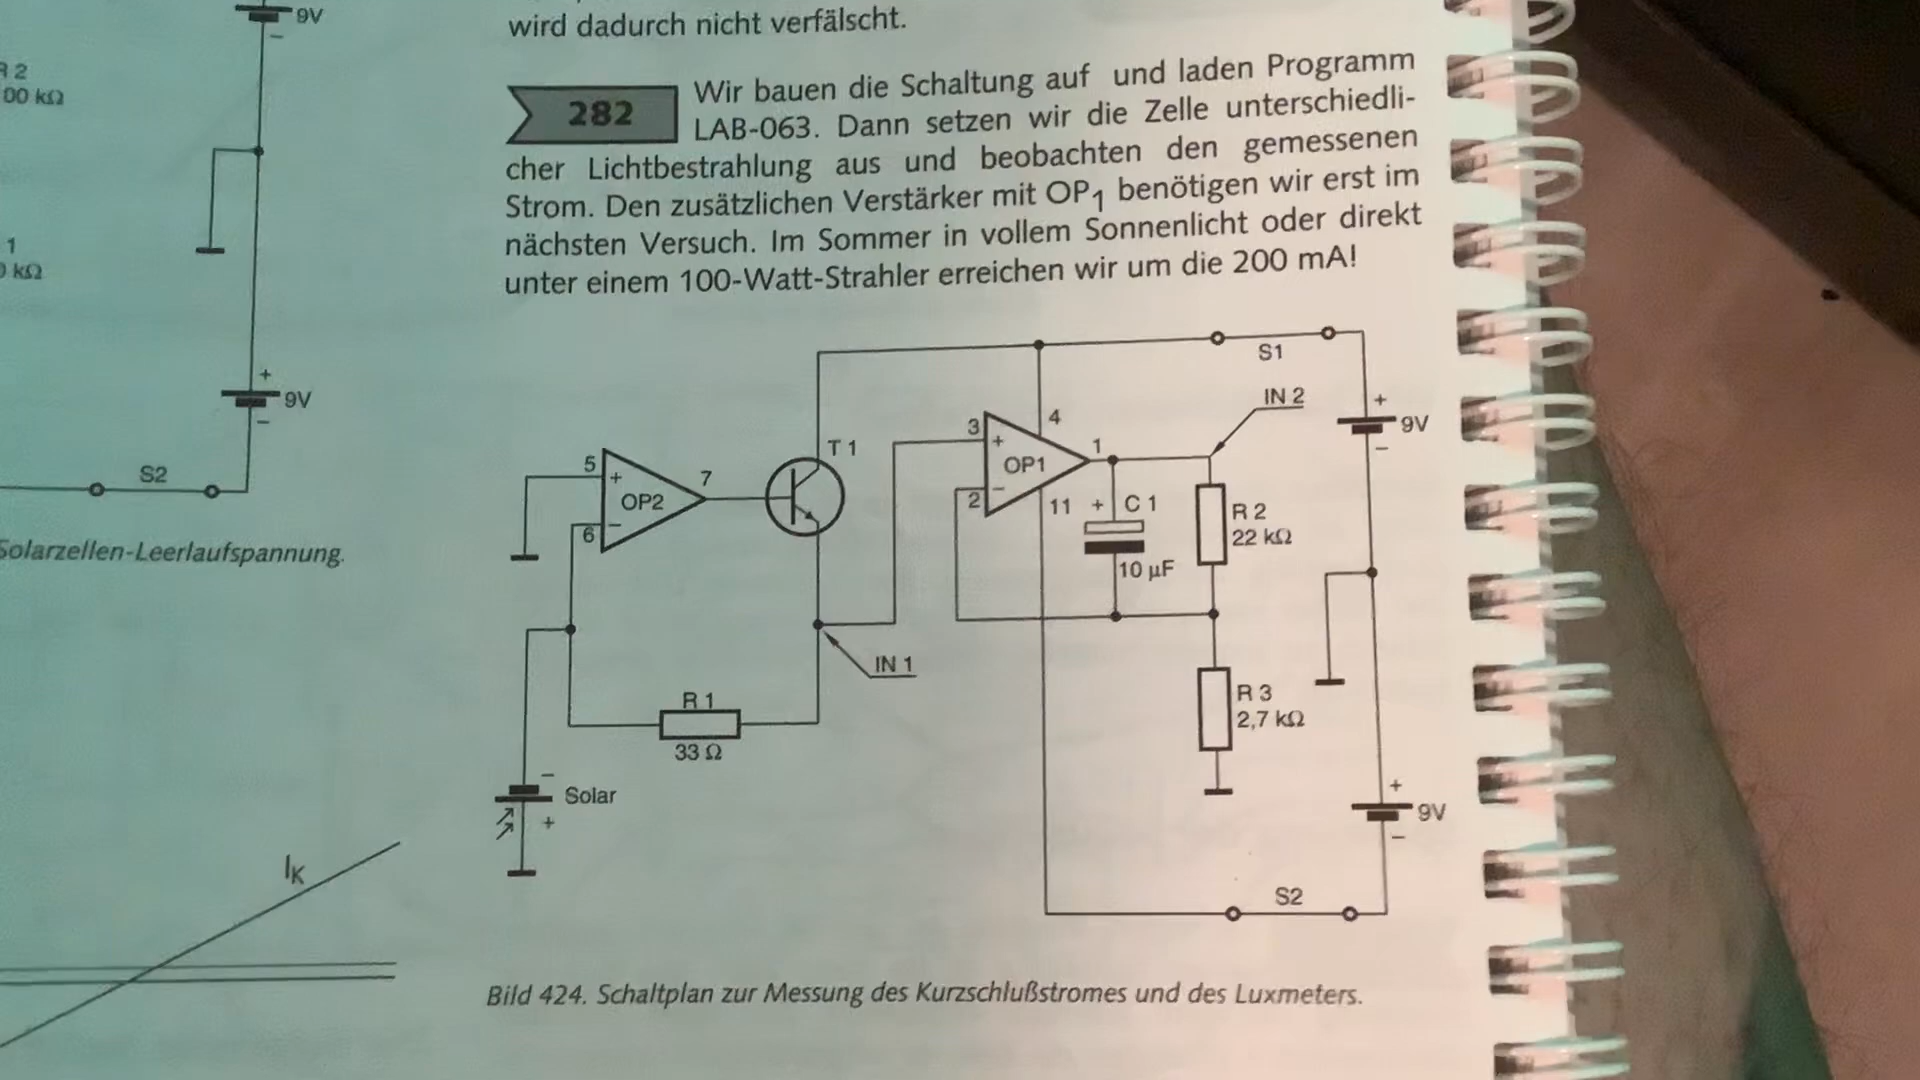 9V
−
R 2
00 kΩ
1
kΩ
+
9V
−
S2
Solarzellen-Leerlaufspannung.
IK
wird dadurch nicht verfälscht.
282
Wir bauen die Schaltung auf und laden Programm
LAB-063. Dann setzen wir die Zelle unterschiedli-
cher Lichtbestrahlung aus und beobachten den gemessenen
Strom. Den zusätzlichen Verstärker mit OP1 benötigen wir erst im
nächsten Versuch. Im Sommer in vollem Sonnenlicht oder direkt
unter einem 100-Watt-Strahler erreichen wir um die 200 mA!
S1
IN 2
+
9V
−
T 1
3
+
4
1
OP1
2
−
11
+ C 1
10 µF
5
+
7
OP2
6
−
R 2
22 kΩ
IN 1
R 1
33 Ω
R 3
2,7 kΩ
−
Solar
+
+
9V
−
S2
Bild 424. Schaltplan zur Messung des Kurzschlußstromes und des Luxmeters.